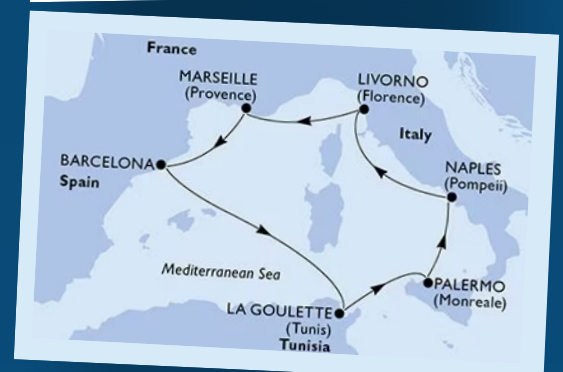 France
MARSEILLE
(Provence)
LIVORNO
(Florence)
Italy
BARCELONA
Spain
NAPLES
(Pompeii)
Mediterranean Sea
PALERMO
(Monreale)
LA GOULETTE
(Tunis)
Tunisia